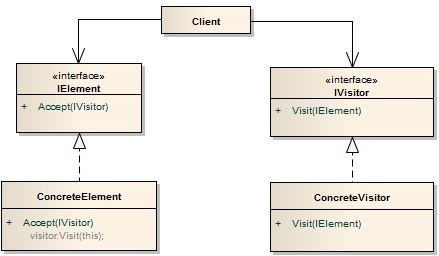 Client
«interface»
IElement
+ Accept(IVisitor)
«interface»
IVisitor
+ Visit(IElement)
ConcreteElement
+ Accept(IVisitor)
visitor.Visit(this);
ConcreteVisitor
+ Visit(IElement)